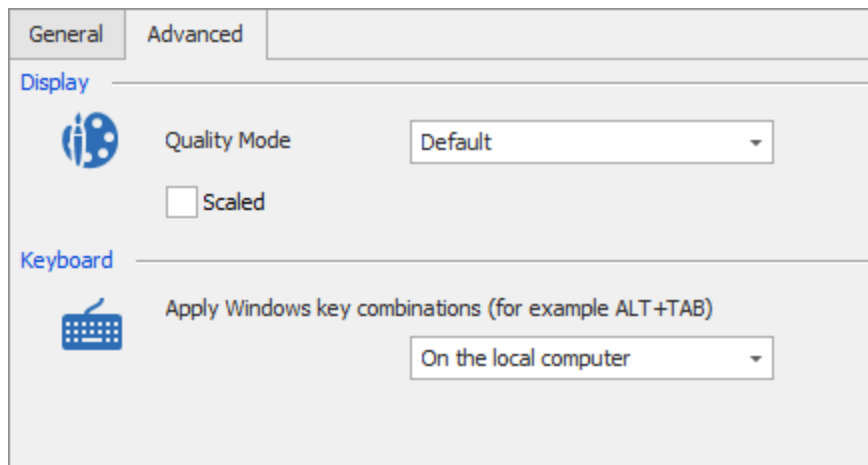 General Advanced
Display
Quality Mode Default
Scaled
Keyboard
Apply Windows key combinations (for example ALT+TAB)
On the local computer